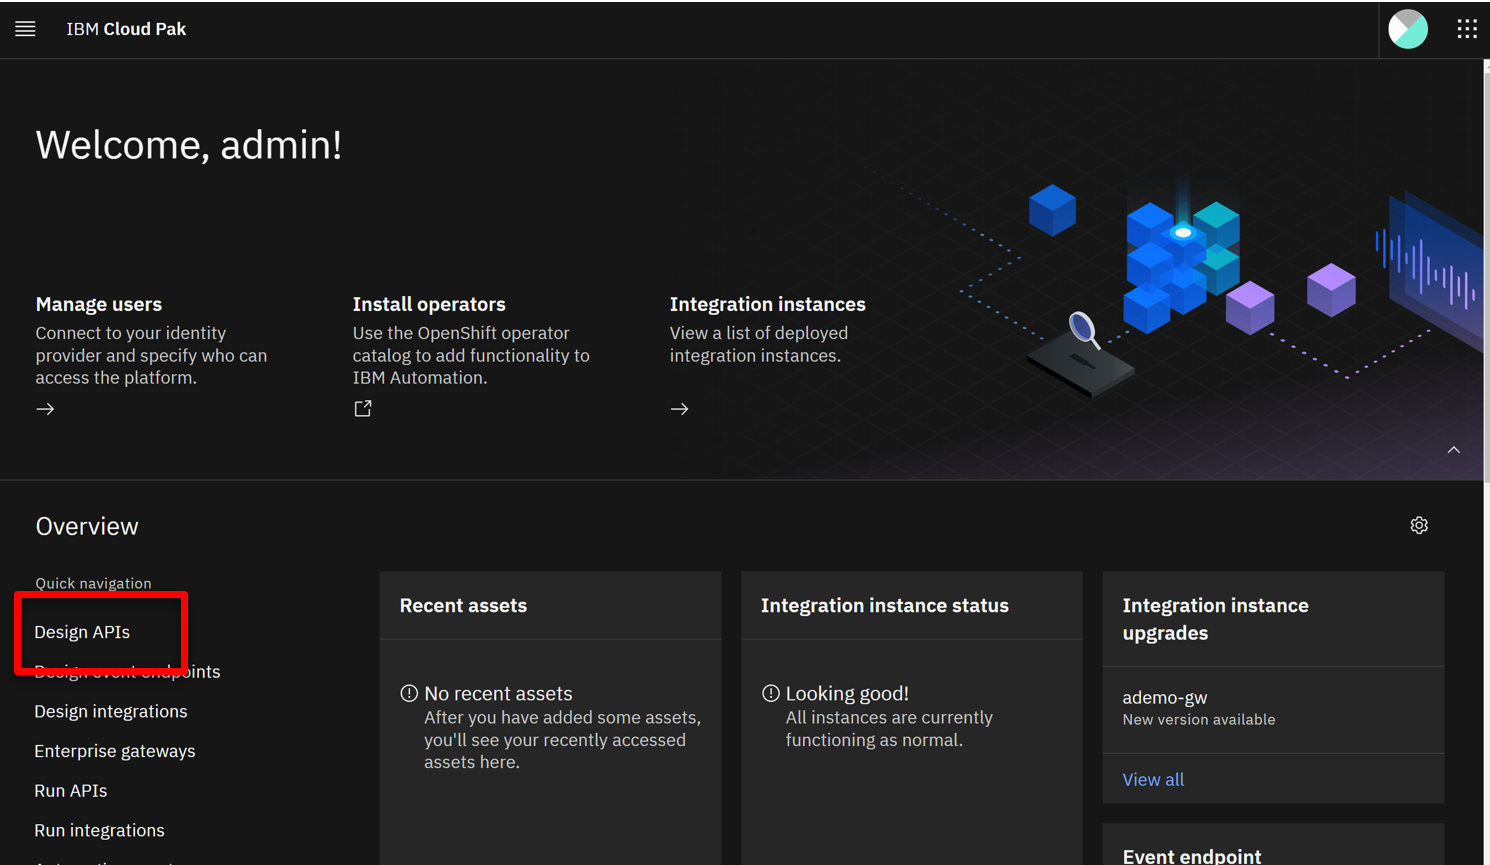 IBM Cloud Pak
Welcome, admin!
Manage users
Connect to your identity
provider and specify who can
access the platform.
Install operators
Use the OpenShift operator
catalog to add functionality to
IBM Automation.
Integration instances
View a list of deployed
integration instances.
Overview
Quick navigation
Design APIs
Design event endpoints
Design integrations
Enterprise gateways
Run APIs
Run integrations
Recent assets
No recent assets
After you have added some assets,
you'll see your recently accessed
assets here.
Integration instance status
Looking good!
All instances are currently
functioning as normal.
Integration instance
upgrades
ademo-gw
New version available
View all
Event endpoint